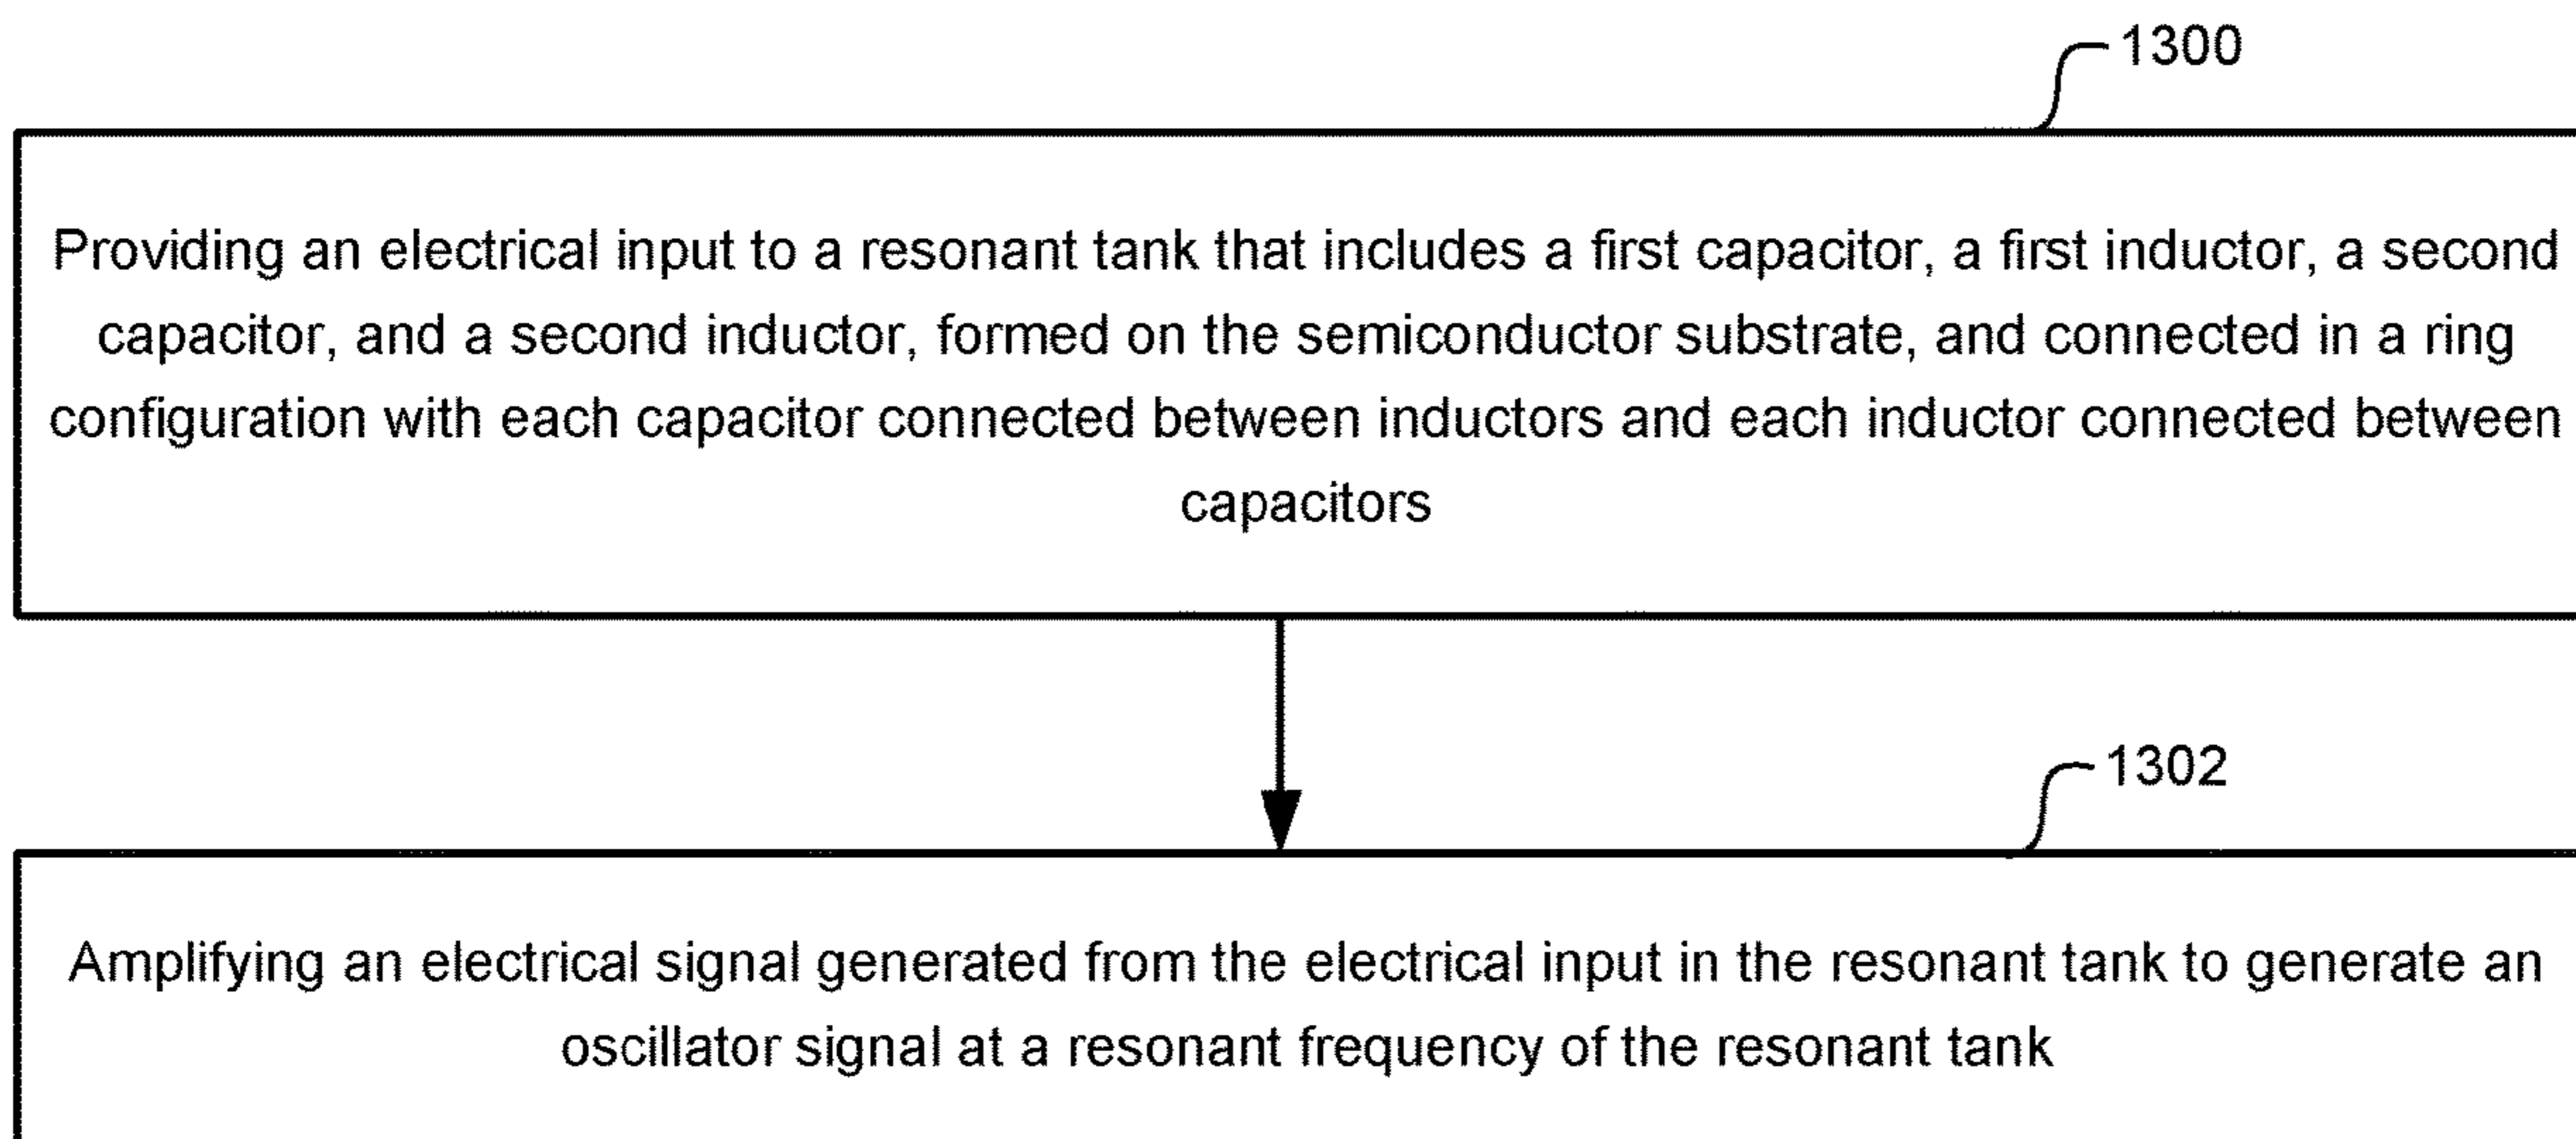 1300
Providing an electrical input to a resonant tank that includes a first capacitor, a first inductor, a second
capacitor, and a second inductor, formed on the semiconductor substrate, and connected in a ring
configuration with each capacitor connected between inductors and each inductor connected between
capacitors
1302
Amplifying an electrical signal generated from the electrical input in the resonant tank to generate an
oscillator signal at a resonant frequency of the resonant tank